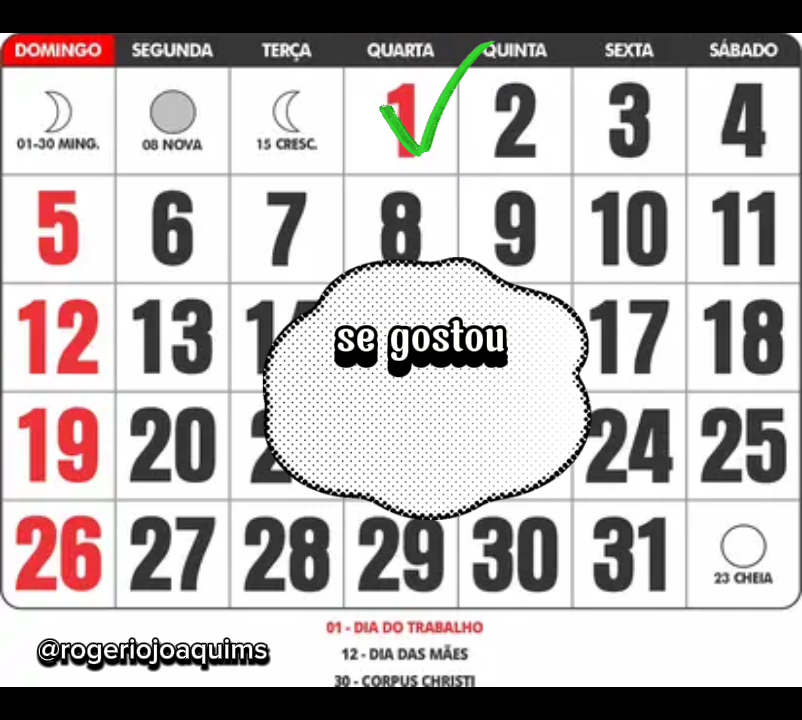 DOMINGO SEGUNDA TERÇA QUARTA QUINTA SEXTA SÁBADO
01-30 MING. 08 NOVA 15 CRESC. 1 2 3 4
5 6 7 8 9 10 11
12 13 17 18
se gostou
19 20 24 25
26 27 28 29 30 31 23 CHEIA
01 - DIA DO TRABALHO
@rogeriojoaquims
12 - DIA DAS MÃES
30 - CORPUS CHRISTI